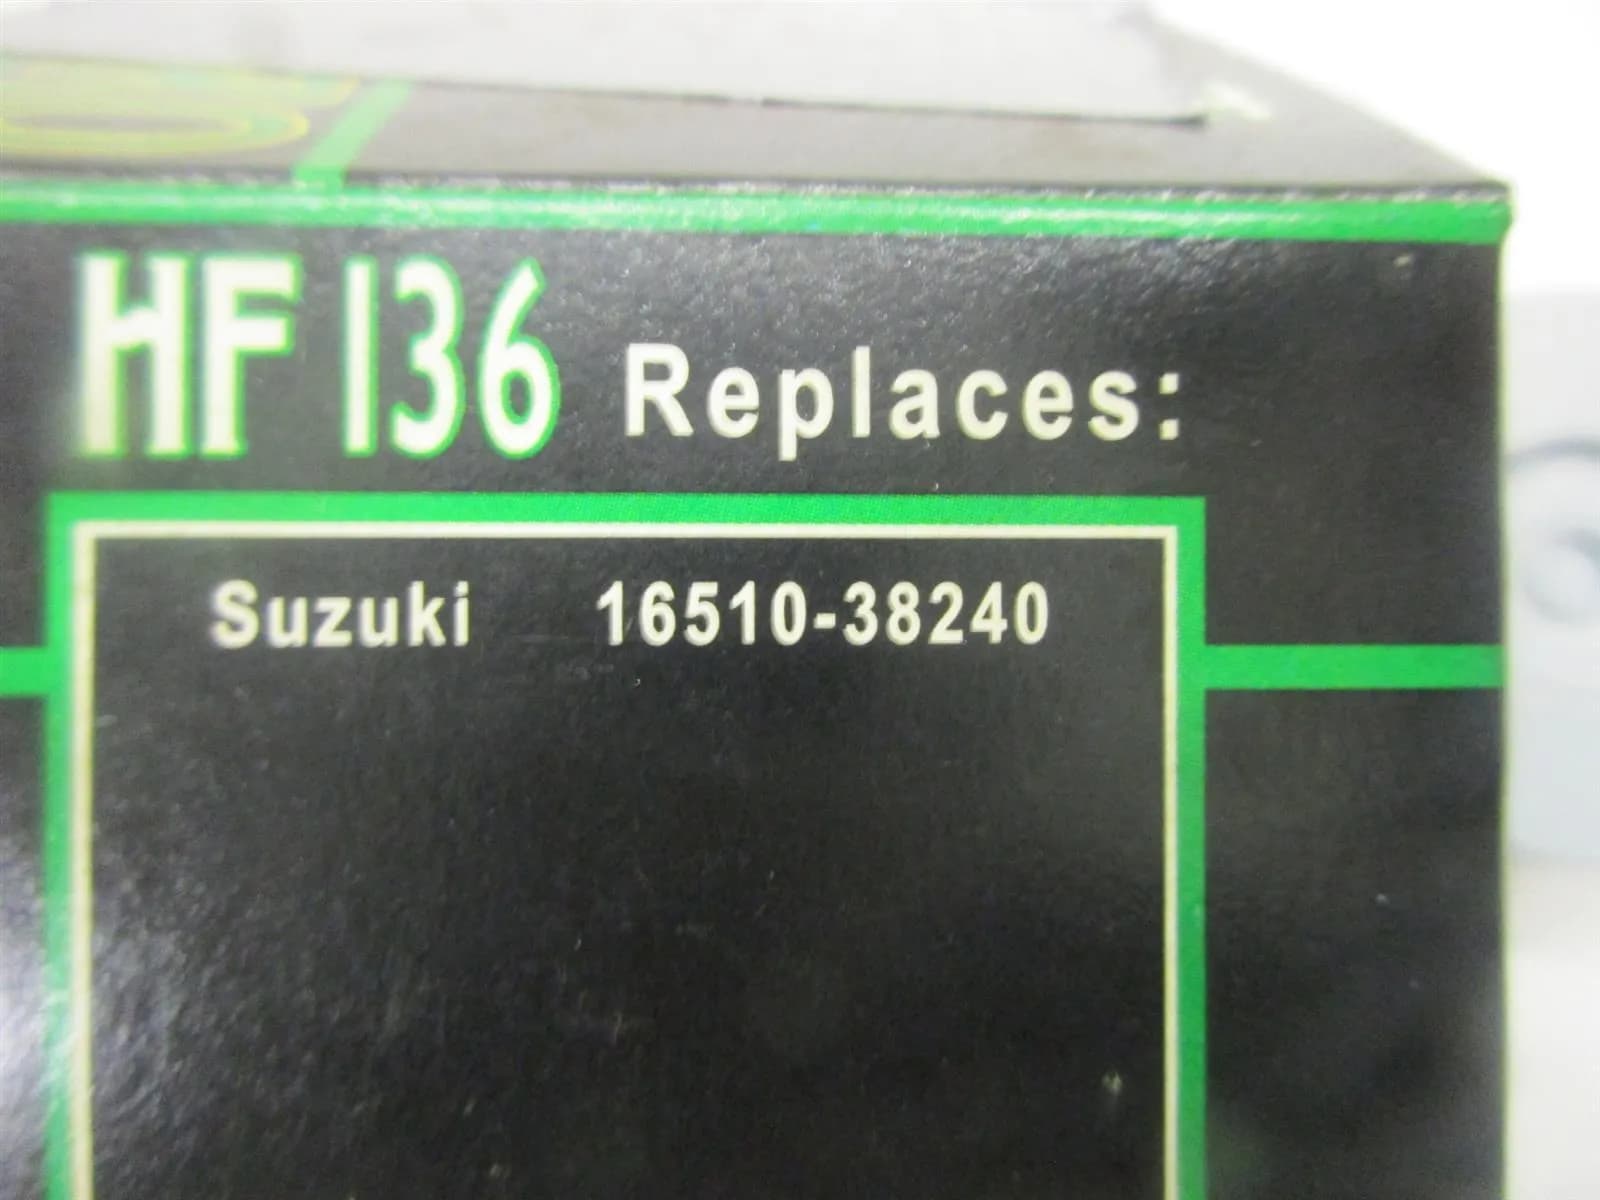 HF 136 Replaces:
Suzuki 16510-38240